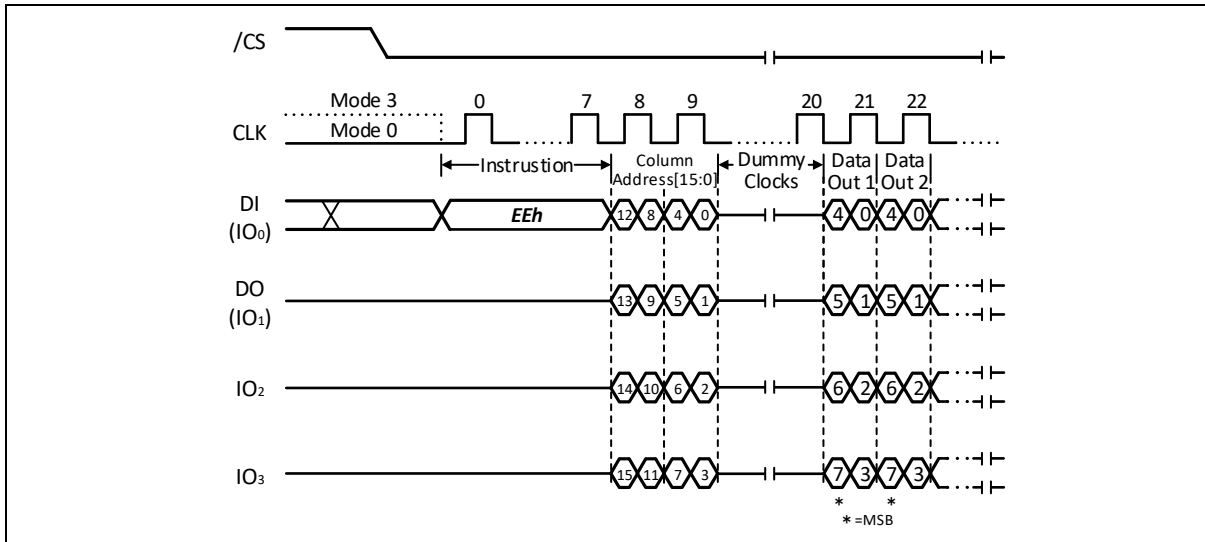 /CS
Mode 3 0 7 8 9 20 21 22
CLK Mode 0
Instrustion Column Address[15:0] Dummy Clocks Data Out 1 Data Out 2
DI (IO0) EEh 12 8 4 0 4 0 4 0
DO (IO1) 13 9 5 1 5 1 5 1
IO2 14 10 6 2 6 2 6 2
IO3 15 11 7 3 7 3 7 3
* *
* =MSB